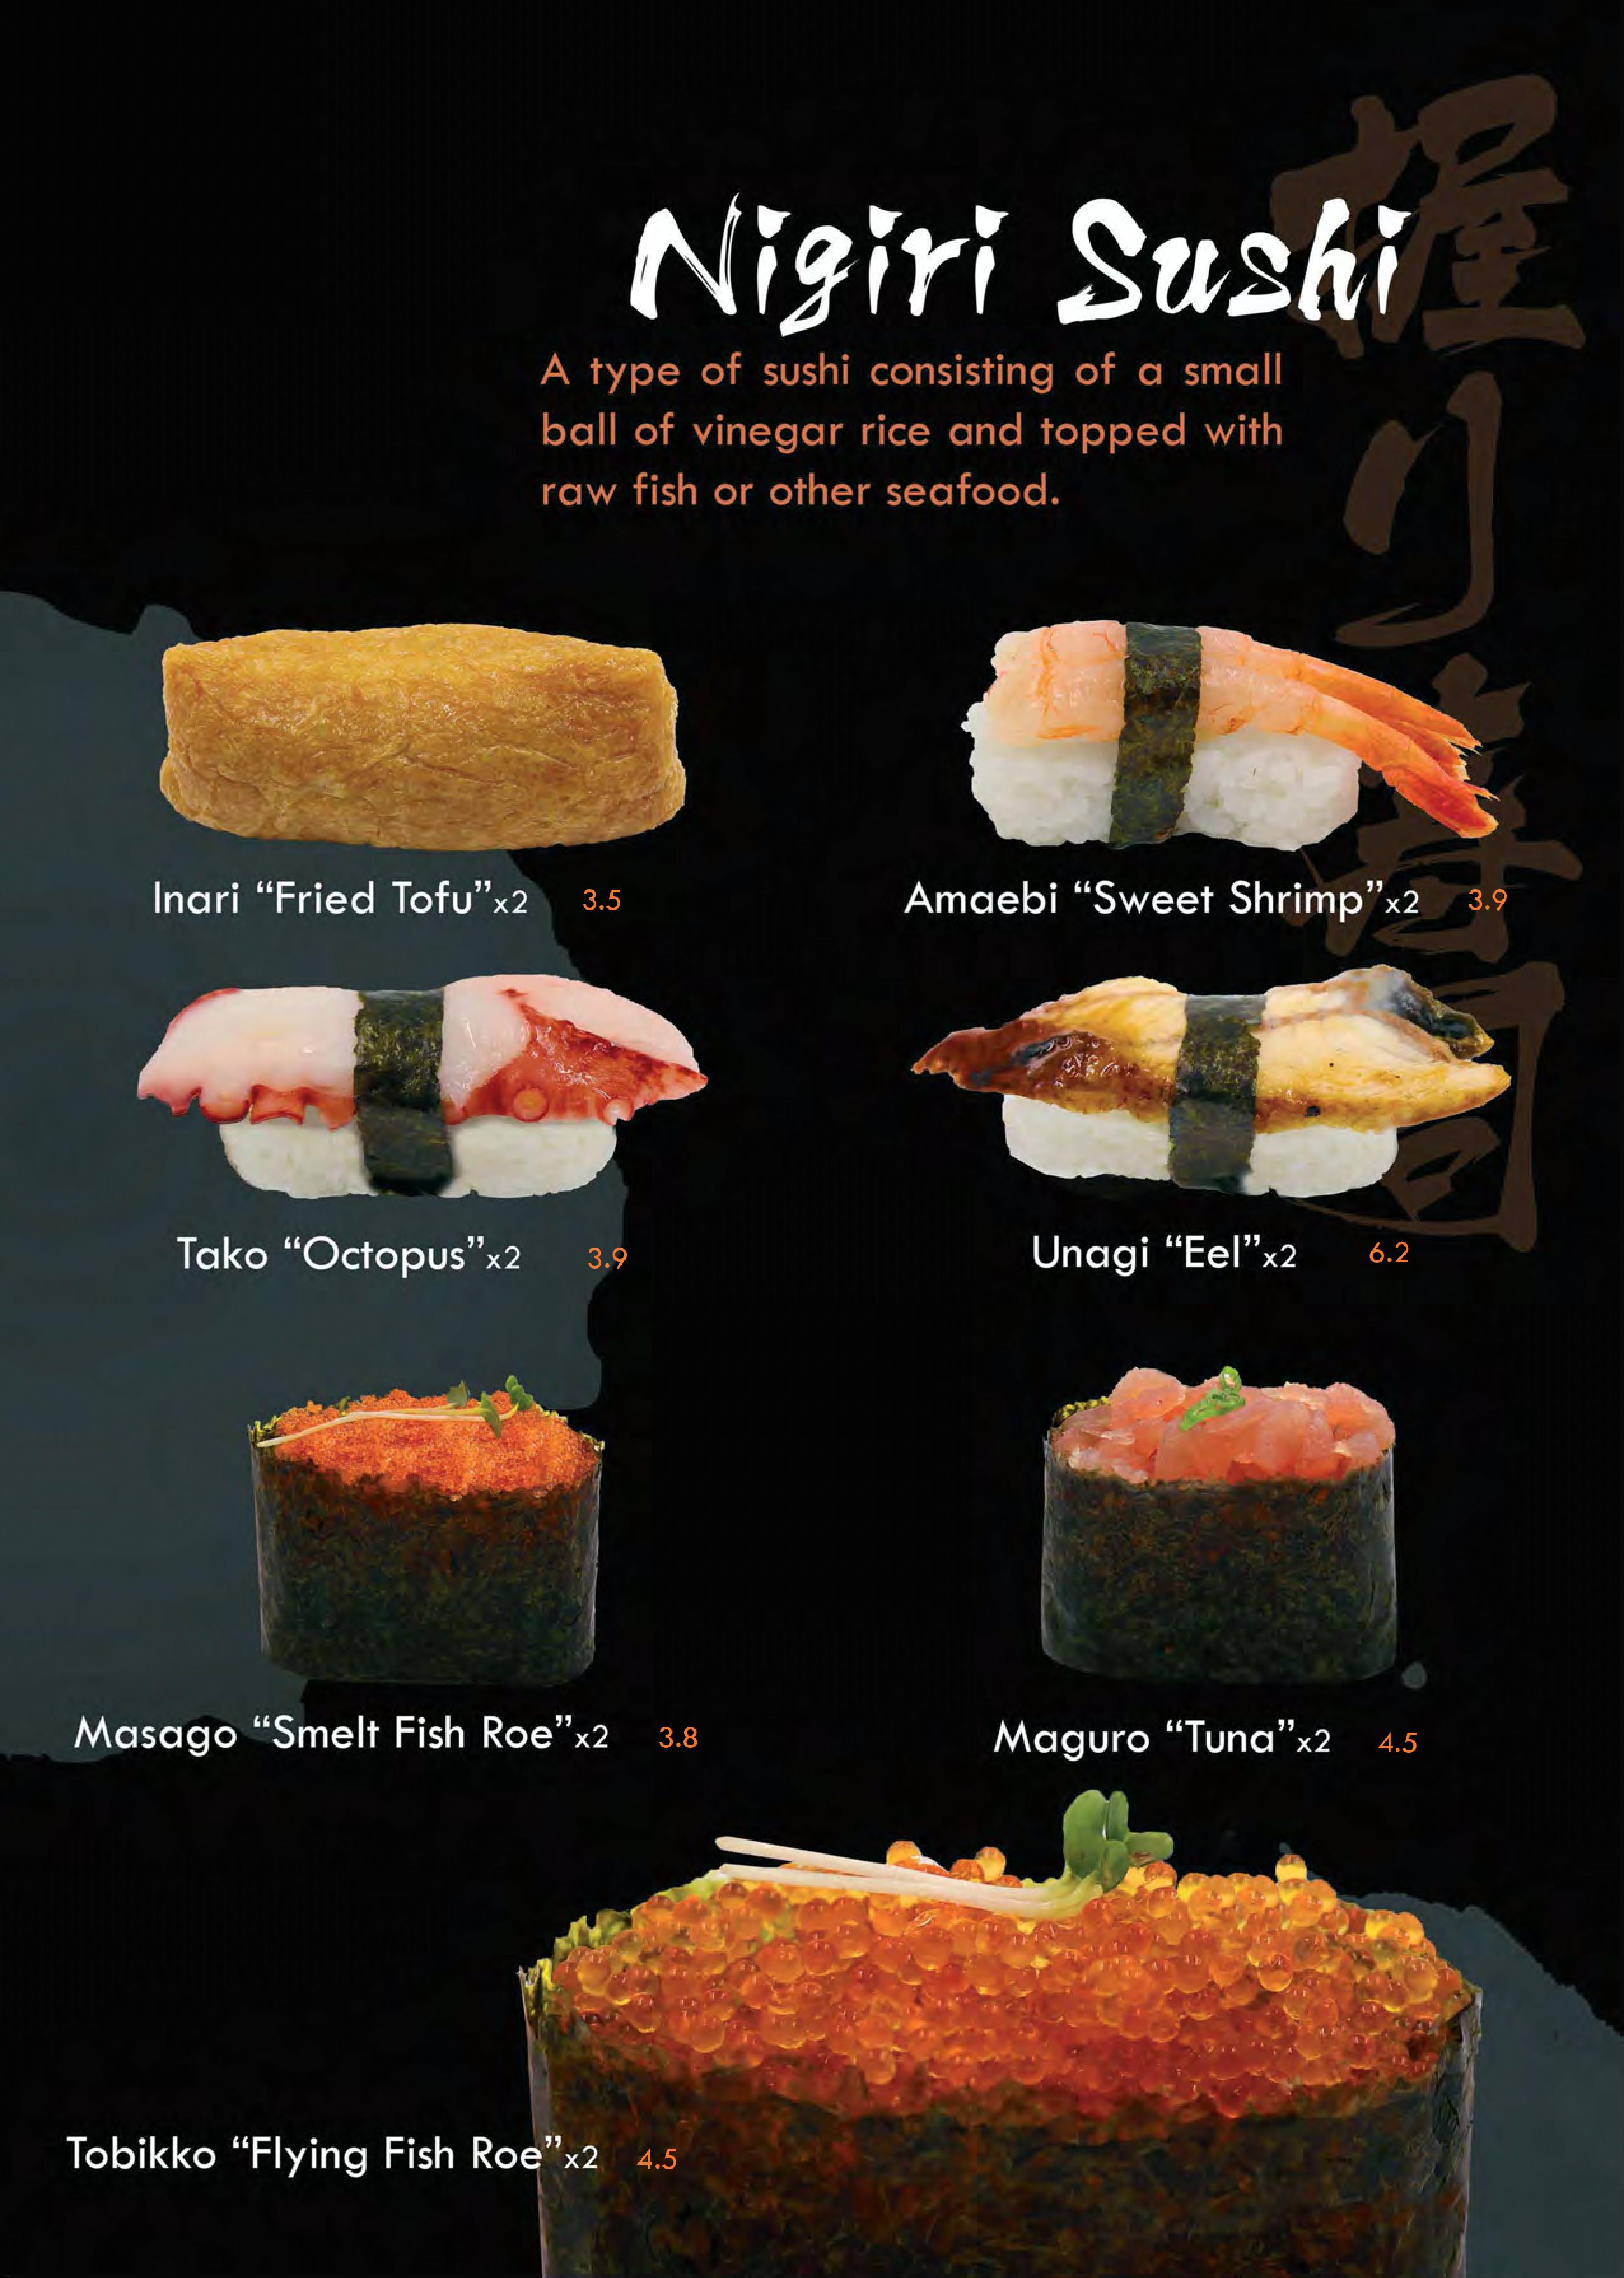 Nigiri Sushi
A type of sushi consisting of a small
ball of vinegar rice and topped with
raw fish or other seafood.
握り寿司
Inari “Fried Tofu”x2 3.5
Amaebi “Sweet Shrimp”x2 3.9
Tako “Octopus”x2 3.9
Unagi “Eel”x2 6.2
Masago “Smelt Fish Roe”x2 3.8
Maguro “Tuna”x2 4.5
Tobikko “Flying Fish Roe”x2 4.5